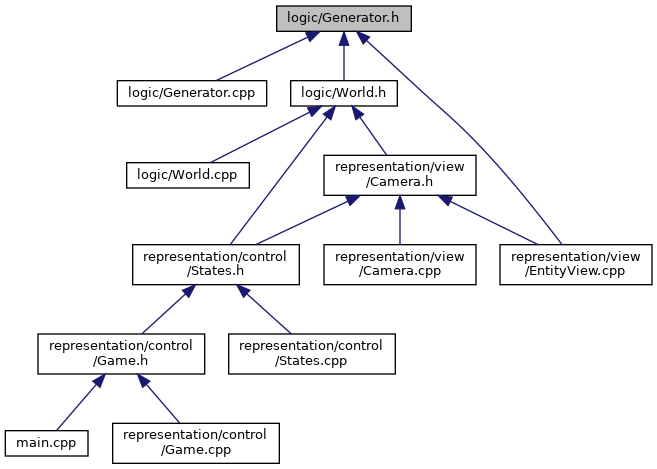 logic/Generator.h
logic/Generator.cpp
logic/World.h
logic/World.cpp
representation/view
/Camera.h
representation/control
/States.h
representation/view
/Camera.cpp
representation/view
/EntityView.cpp
representation/control
/Game.h
representation/control
/States.cpp
main.cpp
representation/control
/Game.cpp